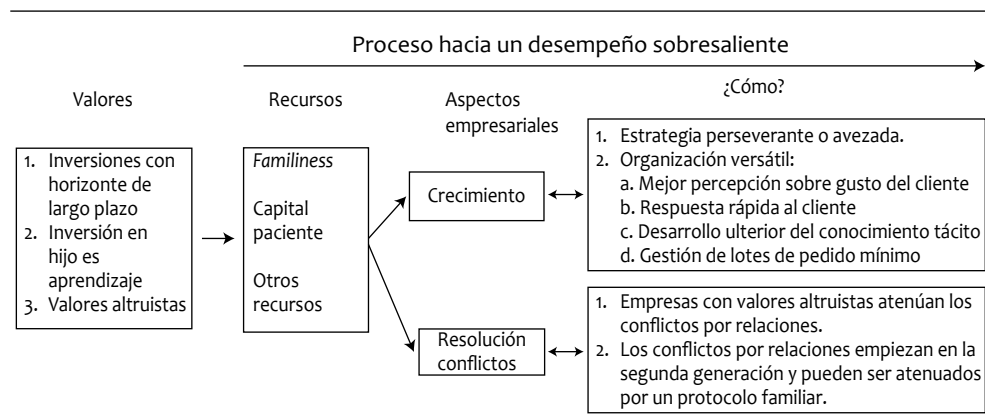 Proceso hacia un desempeño sobresaliente
Valores
Recursos
Aspectos
empresariales
¿Cómo?
1. Inversiones con
horizonte de
largo plazo
2. Inversión en
hijo es
aprendizaje
3. Valores altruistas
Familiness
Capital
paciente
Otros
recursos
Crecimiento
Resolución
conflictos
1. Estrategia perseverante o avezada.
2. Organización versátil:
a. Mejor percepción sobre gusto del cliente
b. Respuesta rápida al cliente
c. Desarrollo ulterior del conocimiento tácito
d. Gestión de lotes de pedido mínimo
1. Empresas con valores altruistas atenúan los
conflictos por relaciones.
2. Los conflictos por relaciones empiezan en la
segunda generación y pueden ser atenuados
por un protocolo familiar.